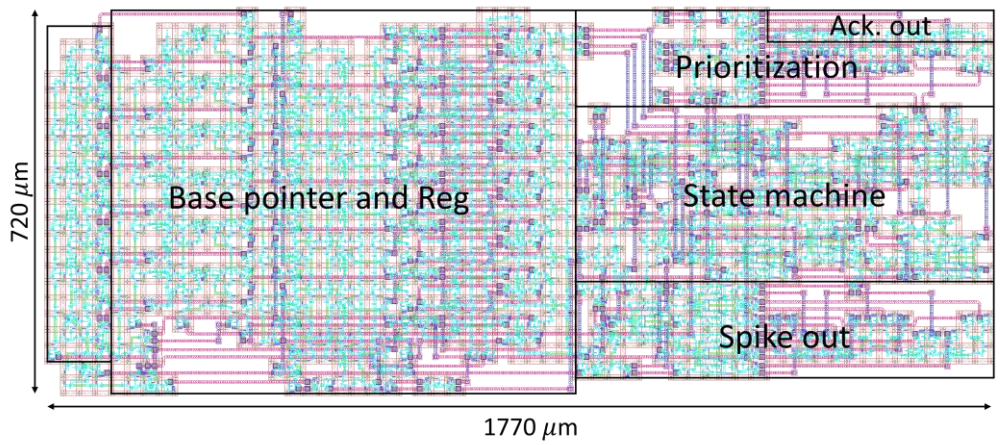 Ack. out
Prioritization
Base pointer and Reg
State machine
Spike out
720 μm
1770 μm